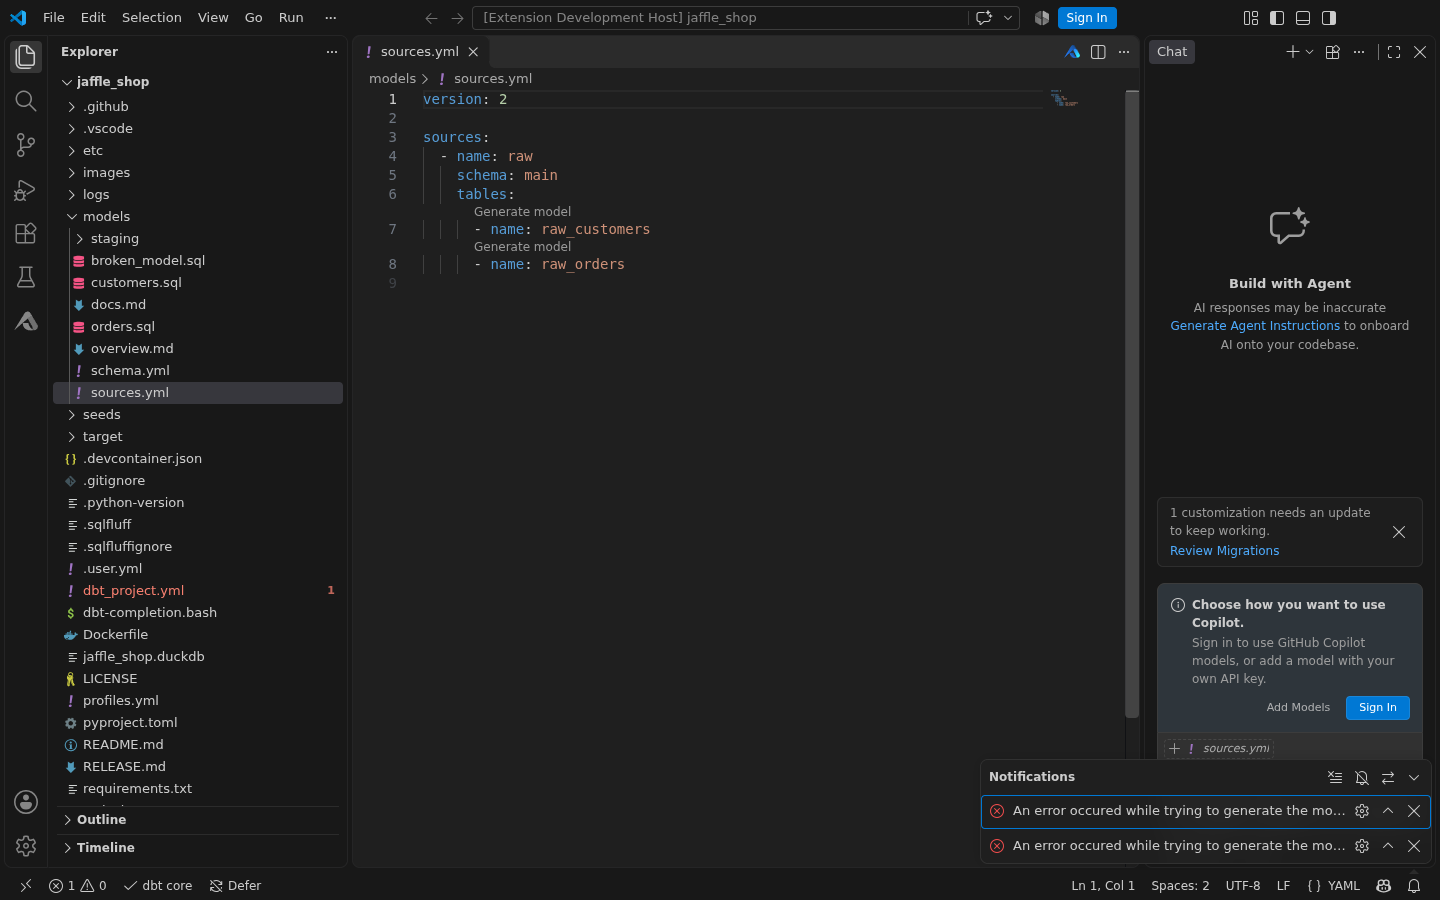 File Edit Selection View Go Run
[Extension Development Host] jaffle_shop
Sign In
Explorer
jaffle_shop
.github
.vscode
etc
images
logs
models
staging
broken_model.sql
customers.sql
docs.md
orders.sql
overview.md
schema.yml
sources.yml
seeds
target
.devcontainer.json
.gitignore
.python-version
.sqlfluff
.sqlfluffignore
.user.yml
dbt_project.yml 1
dbt-completion.bash
Dockerfile
jaffle_shop.duckdb
LICENSE
profiles.yml
pyproject.toml
README.md
RELEASE.md
requirements.txt
Outline
Timeline
sources.yml
models > sources.yml
1 version: 2
2
3 sources:
4 - name: raw
5 schema: main
6 tables:
Generate model
7 - name: raw_customers
Generate model
8 - name: raw_orders
9
Chat
Build with Agent
AI responses may be inaccurate
Generate Agent Instructions to onboard
AI onto your codebase.
1 customization needs an update
to keep working.
Review Migrations
Choose how you want to use
Copilot.
Sign in to use GitHub Copilot
models, or add a model with your
own API key.
Add Models Sign In
sources.yml
Notifications
An error occured while trying to generate the mo...
An error occured while trying to generate the mo...
1 0 dbt core Defer
Ln 1, Col 1 Spaces: 2 UTF-8 LF { } YAML